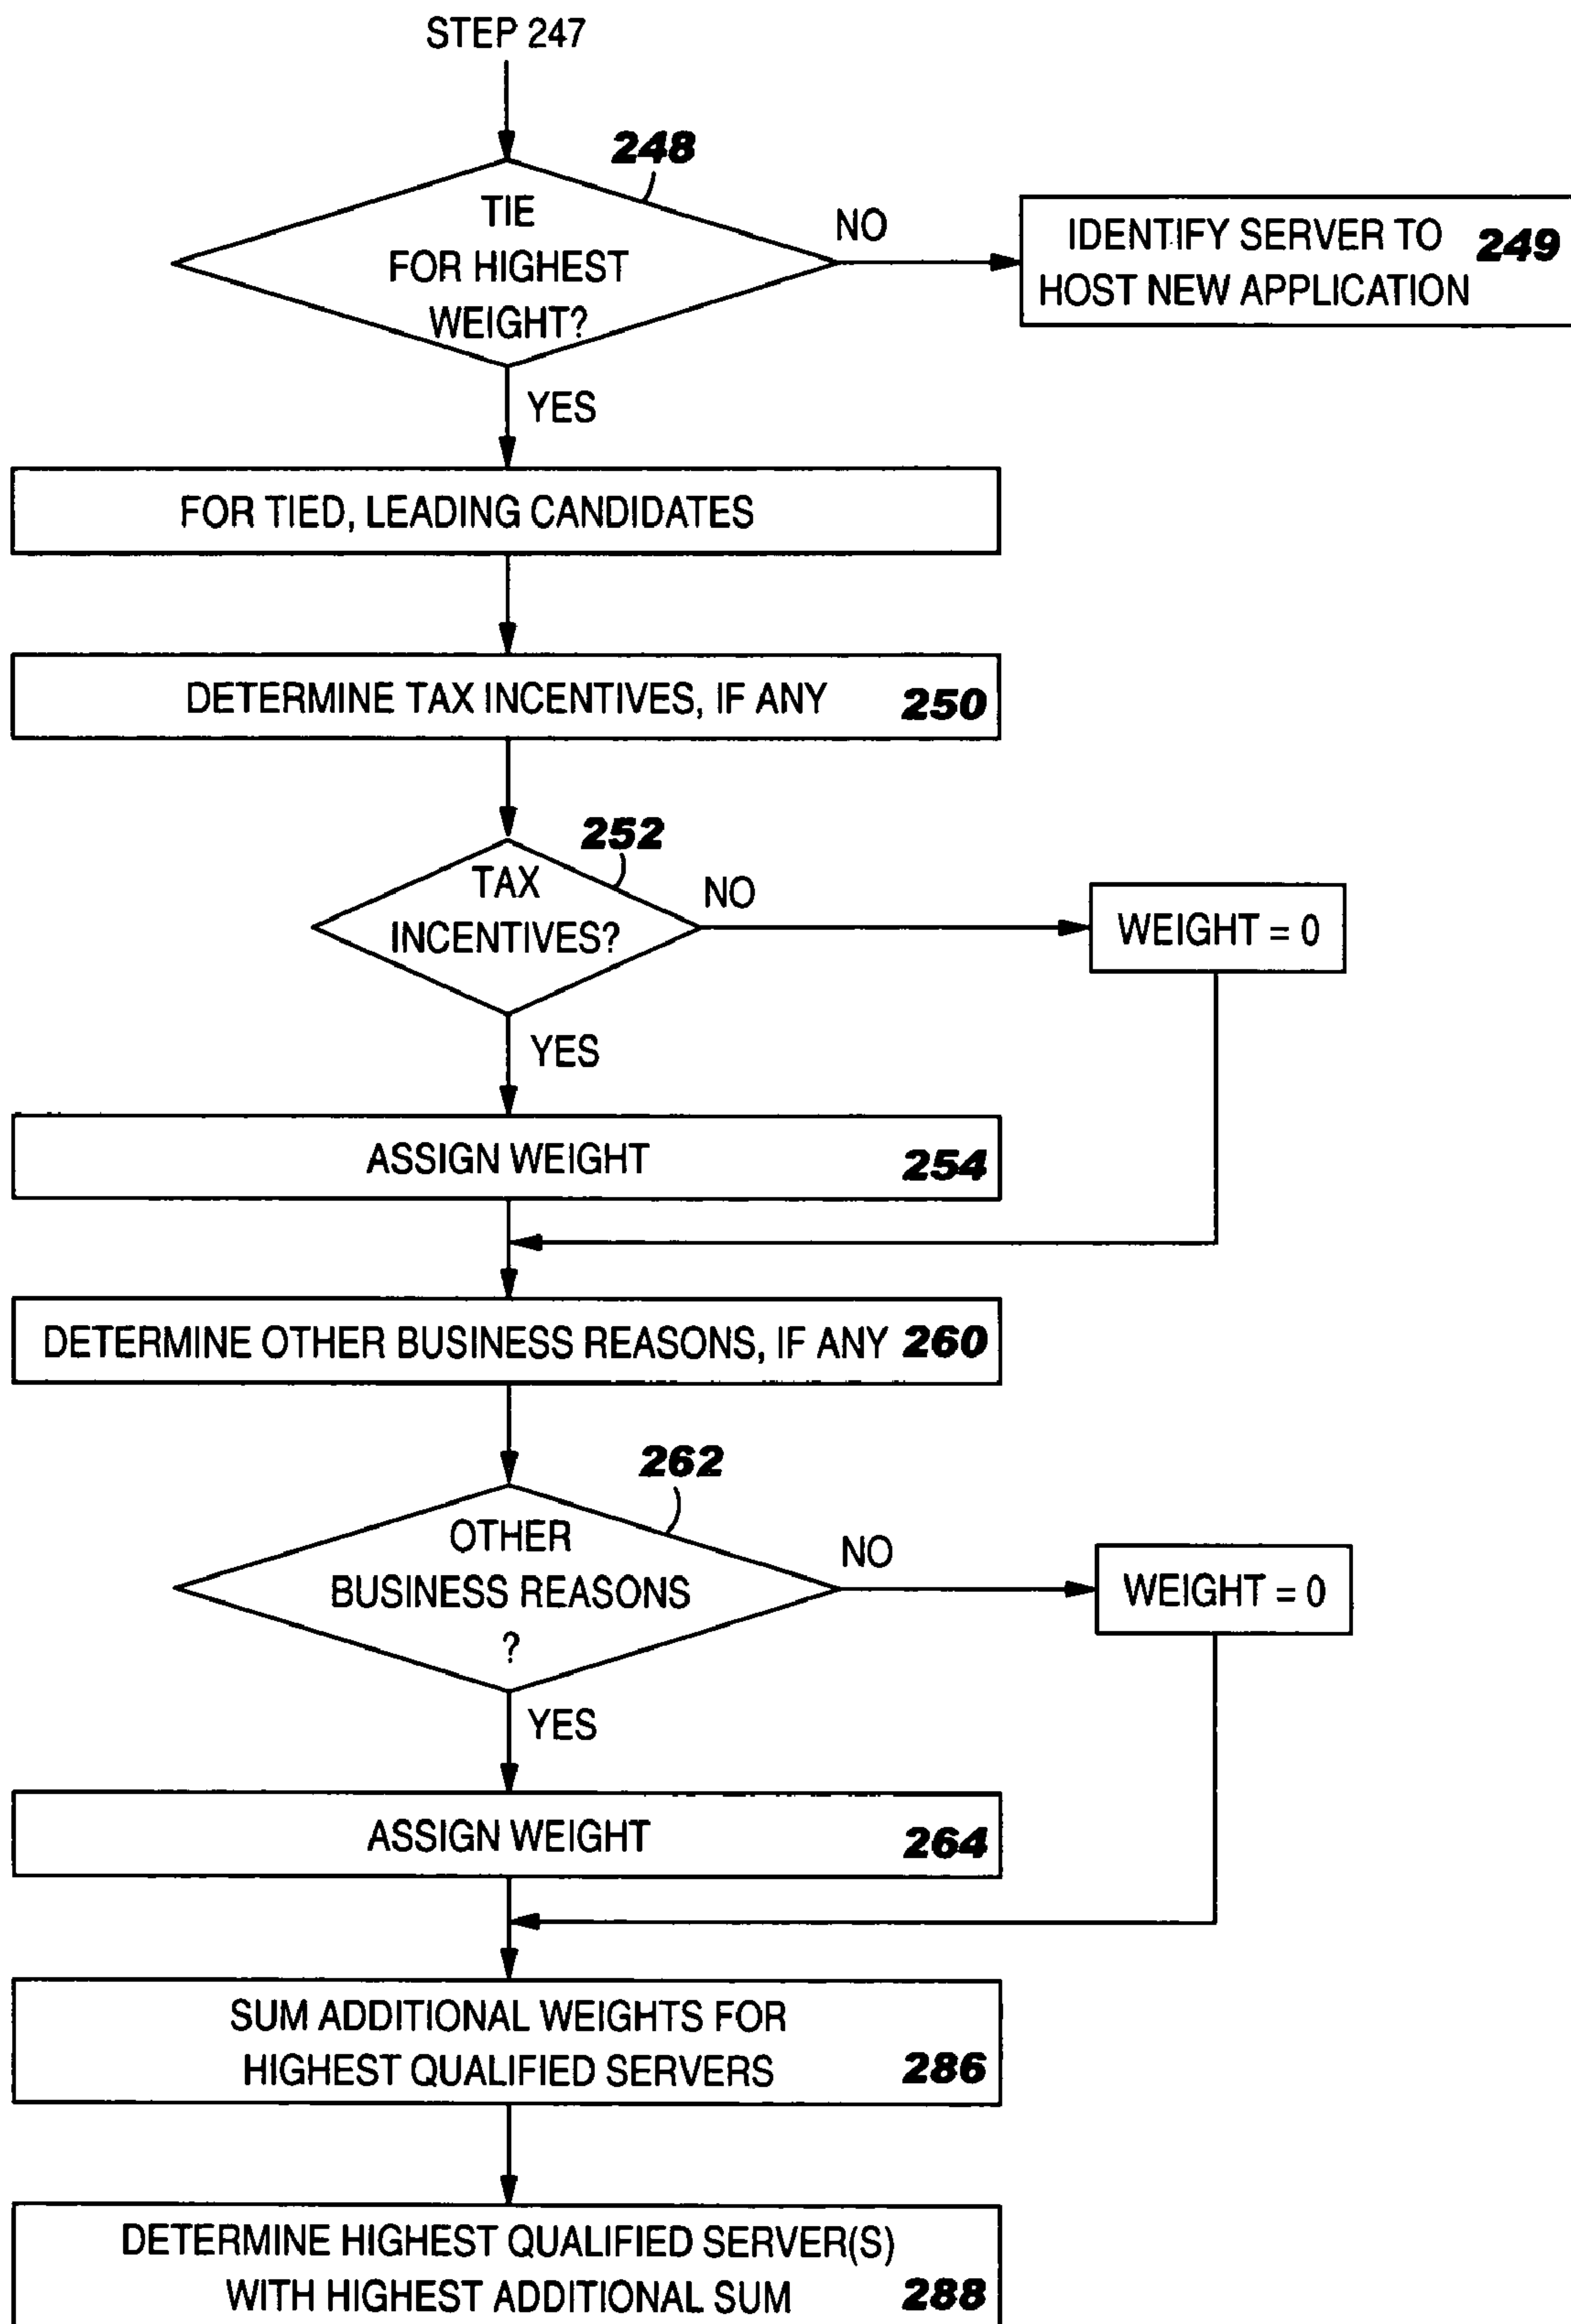 STEP 247
248
TIE
FOR HIGHEST
WEIGHT?
NO
IDENTIFY SERVER TO
HOST NEW APPLICATION
249
YES
FOR TIED, LEADING CANDIDATES
DETERMINE TAX INCENTIVES, IF ANY 250
252
TAX
INCENTIVES?
NO
WEIGHT = 0
YES
ASSIGN WEIGHT 254
DETERMINE OTHER BUSINESS REASONS, IF ANY 260
262
OTHER
BUSINESS REASONS
?
NO
WEIGHT = 0
YES
ASSIGN WEIGHT 264
SUM ADDITIONAL WEIGHTS FOR
HIGHEST QUALIFIED SERVERS 286
DETERMINE HIGHEST QUALIFIED SERVER(S)
WITH HIGHEST ADDITIONAL SUM 288